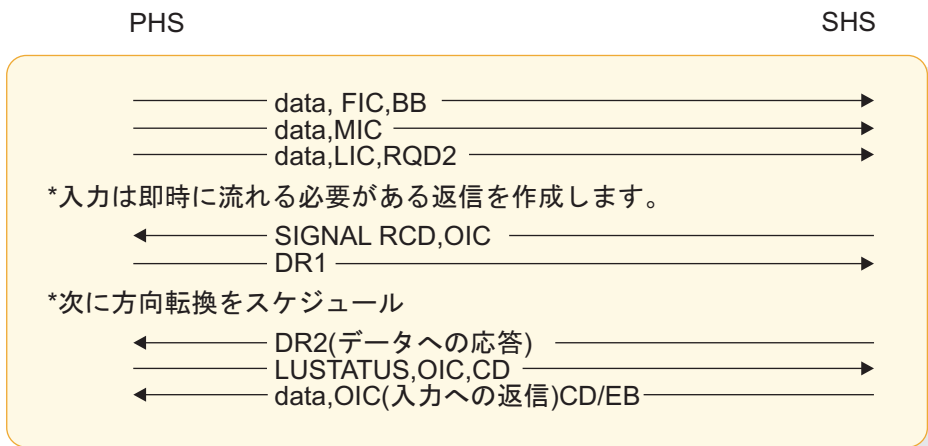 PHS SHS
data, FIC,BB
data,MIC
data,LIC,RQD2
*入力は即時に流れる必要がある返信を作成します。
SIGNAL RCD,OIC
DR1
*次に方向転換をスケジュール
DR2(データへの応答)
LUSTATUS,OIC,CD
data,OIC(入力への返信)CD/EB